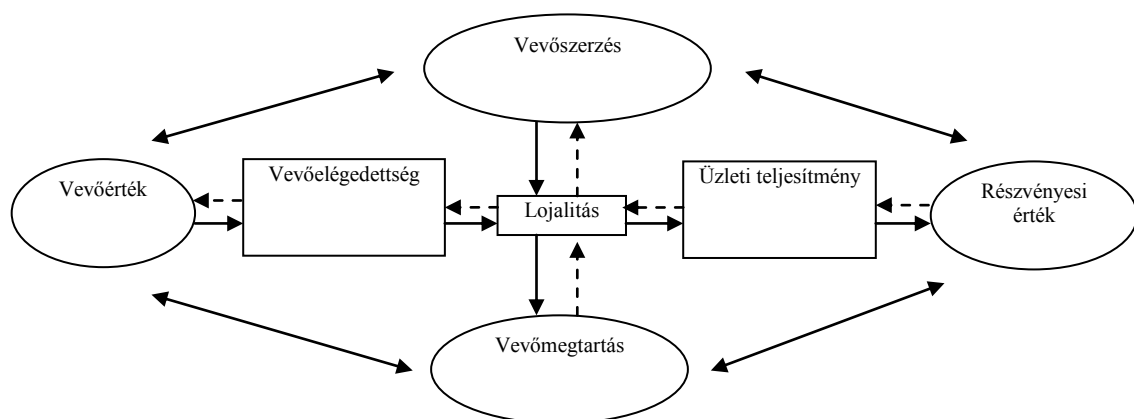 Vevőszerzés
Vevőérték
Vevőelégedettség
Lojalitás
Üzleti teljesítmény
Részvényesi
érték
Vevőmegtartás